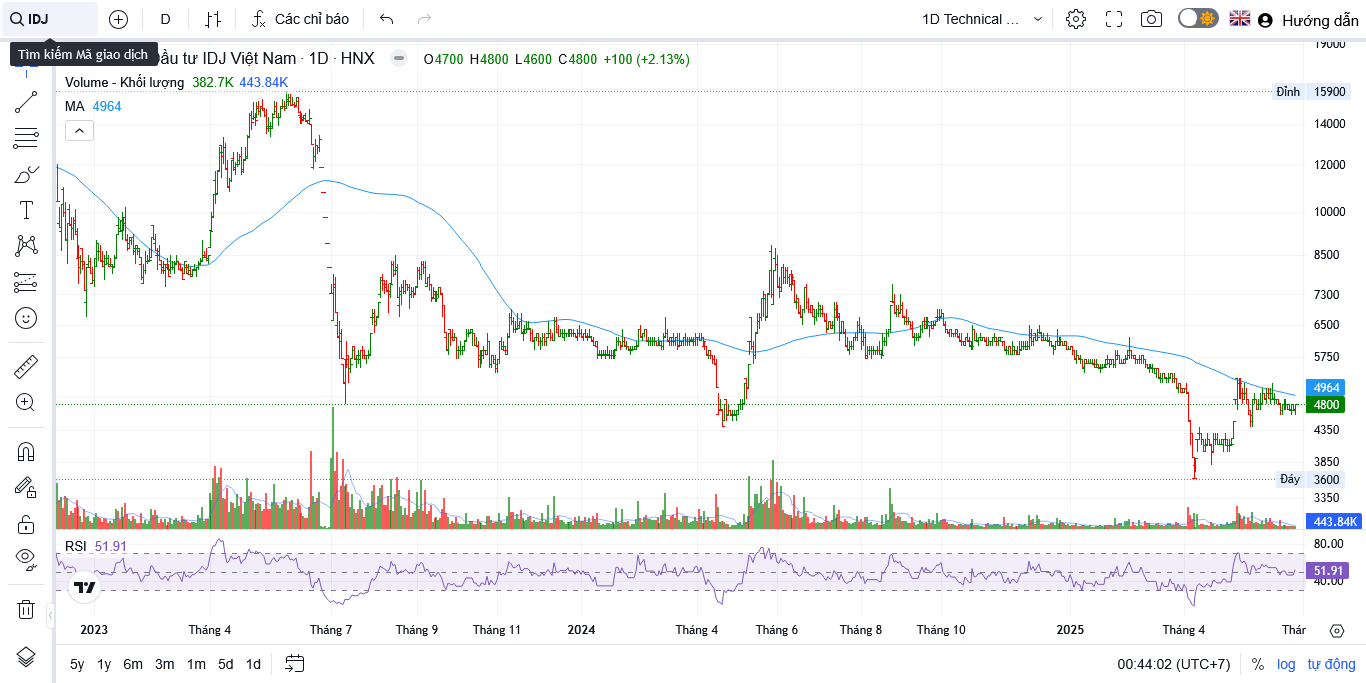 IDJ
D
Các chỉ báo
1D Technical ...
Hướng dẫn
Tìm kiếm Mã giao dịch
ầu tư IDJ Việt Nam · 1D · HNX
O4700 H4800 L4600 C4800 +100 (+2.13%)
Volume - Khối lượng 382.7K 443.84K
MA 4964
19000
Đỉnh 15900
14000
12000
10000
8500
7300
6500
5750
4964
4800
4350
3850
Đáy 3600
3350
443.84K
RSI 51.91
80.00
51.91
40.00
2023 Tháng 4 Tháng 7 Tháng 9 Tháng 11 2024 Tháng 4 Tháng 6 Tháng 8 Tháng 10 2025 Tháng 4 Thár
5y 1y 6m 3m 1m 5d 1d
00:44:02 (UTC+7) % log tự động